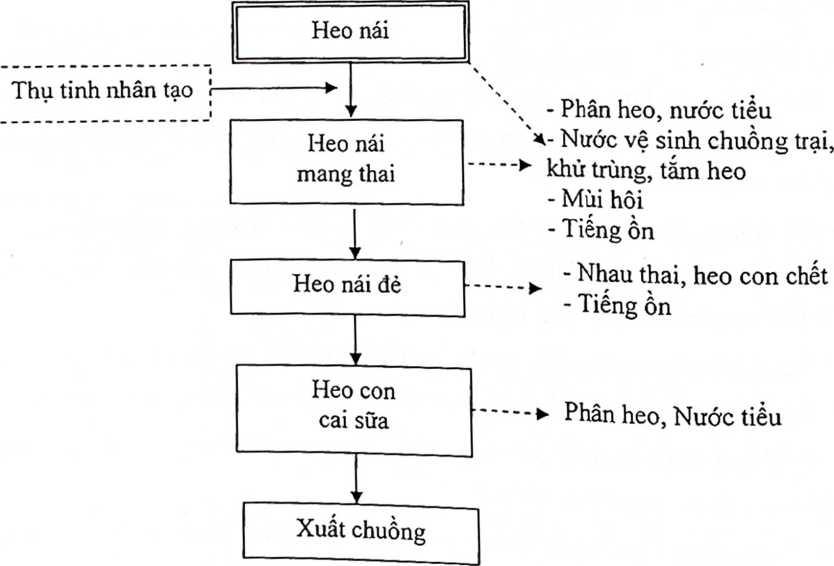 Heo nái
Thụ tinh nhân tạo
- Phân heo, nước tiểu
- Nước vệ sinh chuồng trại,
khử trùng, tắm heo
- Mùi hôi
- Tiếng ồn
Heo nái
mang thai
Heo nái đẻ
- Nhau thai, heo con chết
- Tiếng ồn
Heo con
cai sữa
Phân heo, Nước tiểu
Xuất chuồng